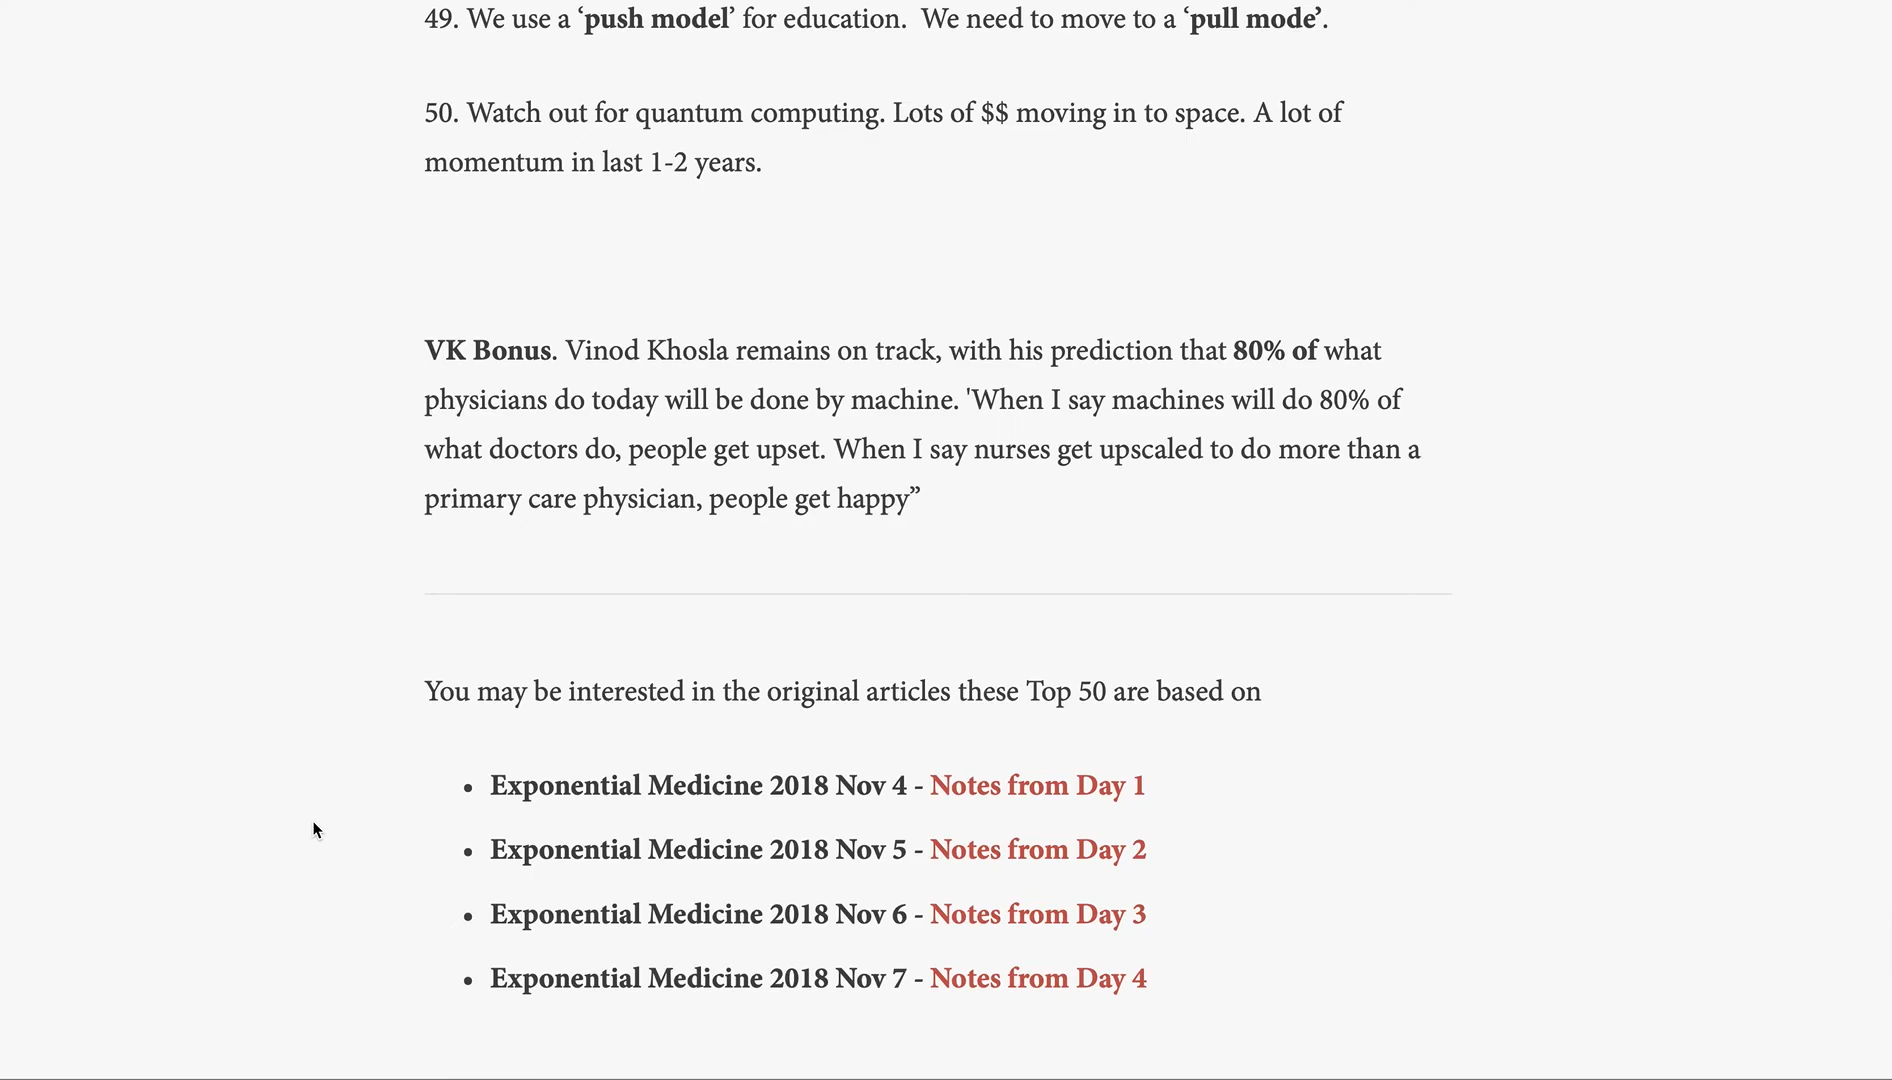 49. We use a ‘push model’ for education.  We need to move to a ‘pull mode’.
50. Watch out for quantum computing. Lots of $$ moving in to space. A lot of
momentum in last 1-2 years.
VK Bonus. Vinod Khosla remains on track, with his prediction that 80% of what
physicians do today will be done by machine. 'When I say machines will do 80% of
what doctors do, people get upset. When I say nurses get upscaled to do more than a
primary care physician, people get happy”
You may be interested in the original articles these Top 50 are based on
• Exponential Medicine 2018 Nov 4 - Notes from Day 1
• Exponential Medicine 2018 Nov 5 - Notes from Day 2
• Exponential Medicine 2018 Nov 6 - Notes from Day 3
• Exponential Medicine 2018 Nov 7 - Notes from Day 4